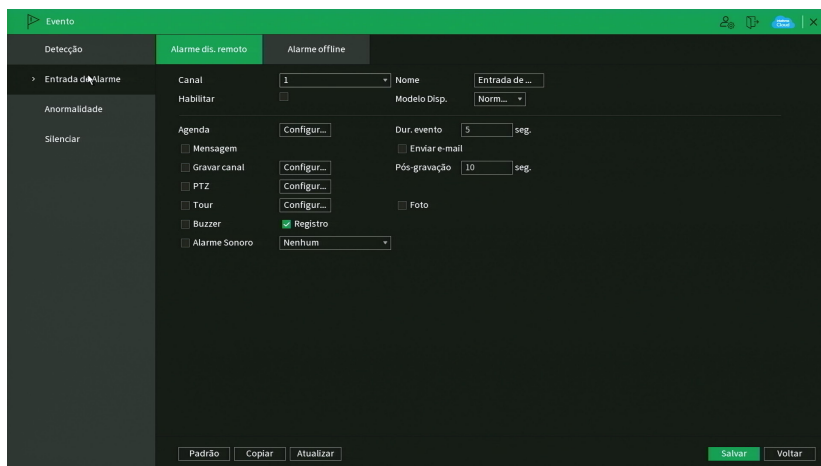 Evento
Detecção
Entrada de Alarme
Anormalidade
Silenciar
Alarme dis. remoto Alarme offline
Canal 1 Nome Entrada de ...
Habilitar Modelo Disp. Norm...
Agenda Configur... Dur. evento 5 seg.
Mensagem Enviar e-mail
Gravar canal Configur... Pós-gravação 10 seg.
PTZ Configur...
Tour Configur... Foto
Buzzer Registro
Alarme Sonoro Nenhum
Padrão Copiar Atualizar Salvar Voltar